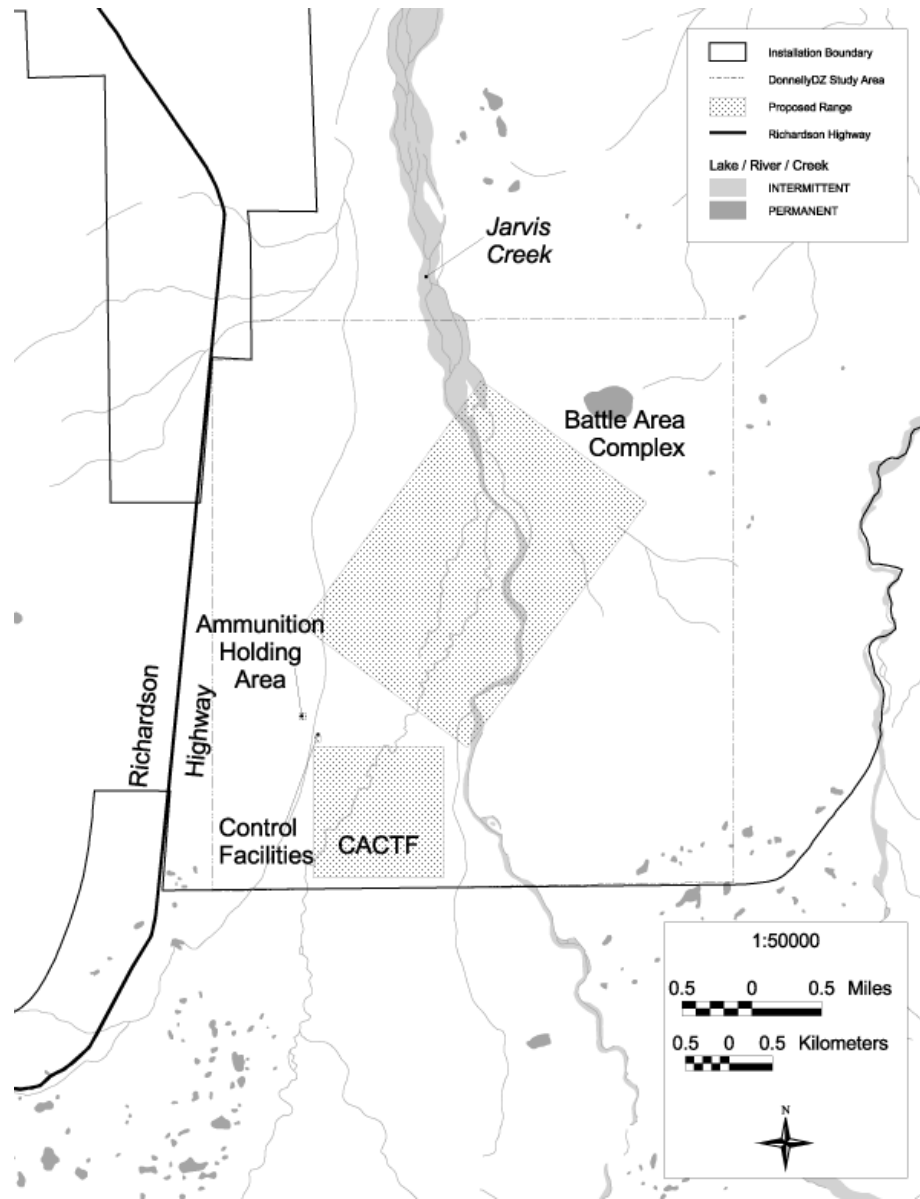 Installation Boundary
DonnellyDZ Study Area
Proposed Range
Richardson Highway
Lake / River / Creek
INTERMITTENT
PERMANENT
Jarvis
Creek
Battle Area
Complex
Ammunition
Holding
Area
Richardson
Highway
Control
Facilities
CACTF
1:50000
0.5 0 0.5 Miles
0.5 0 0.5 Kilometers
N